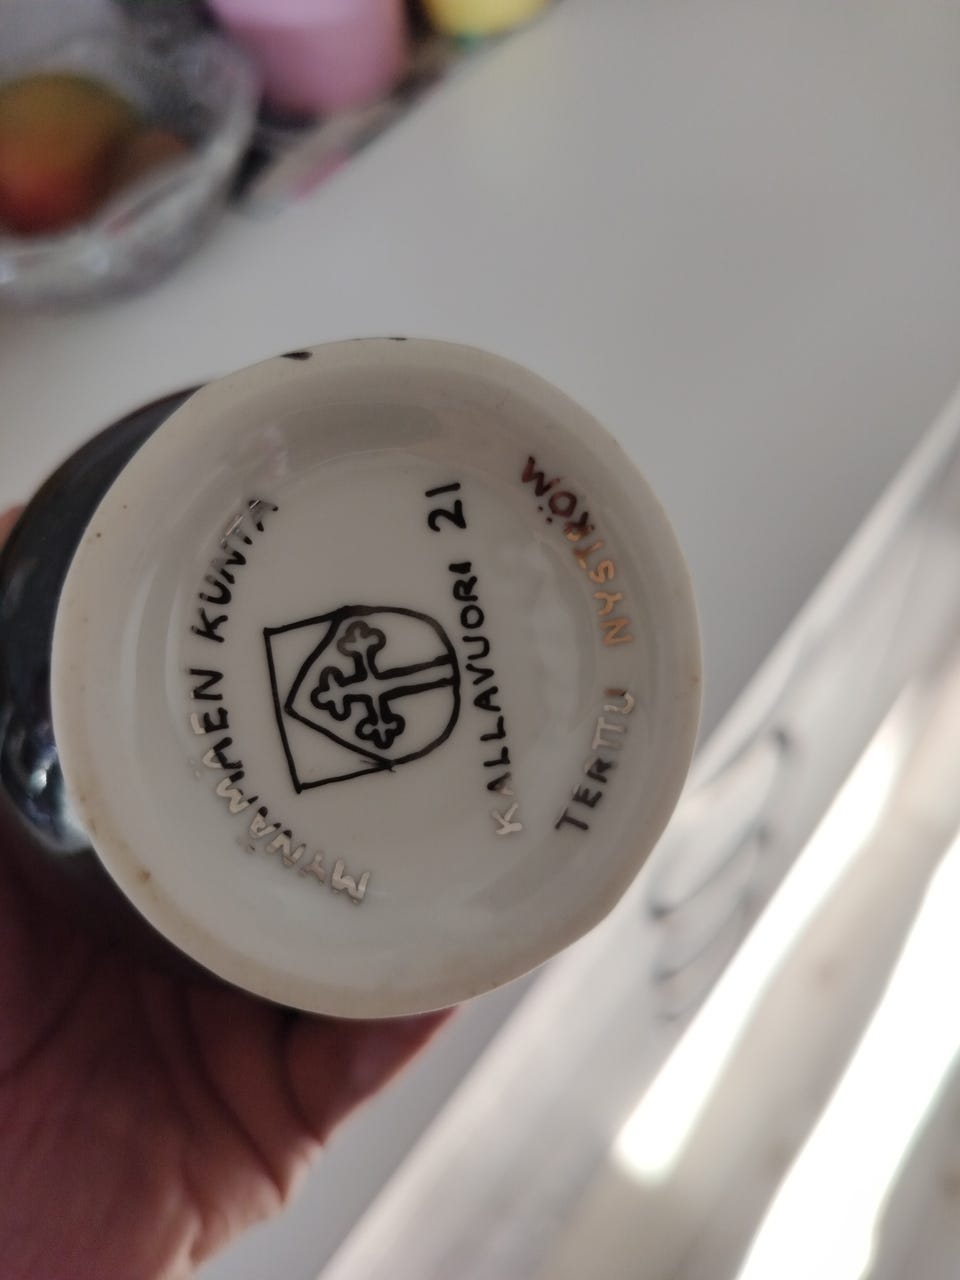 MYNÄMÄEN KUNTA
KALLAVUORI 21
TERTTU NYSTRÖM